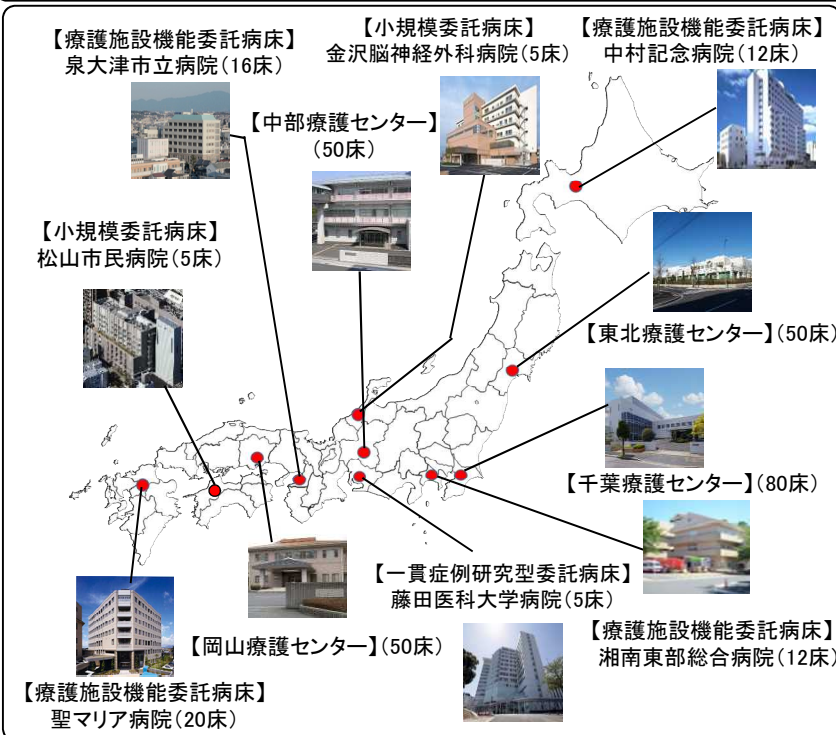 【療護施設機能委託病床】
泉大津市立病院(16床)
【小規模委託病床】
金沢脳神経外科病院(5床)
【療護施設機能委託病床】
中村記念病院(12床)
【中部療護センター】
(50床)
【小規模委託病床】
松山市民病院(5床)
【東北療護センター】(50床)
【千葉療護センター】(80床)
【一貫症例研究型委託病床】
藤田医科大学病院(5床)
【岡山療護センター】(50床)
【療護施設機能委託病床】
湘南東部総合病院(12床)
【療護施設機能委託病床】
聖マリア病院(20床)